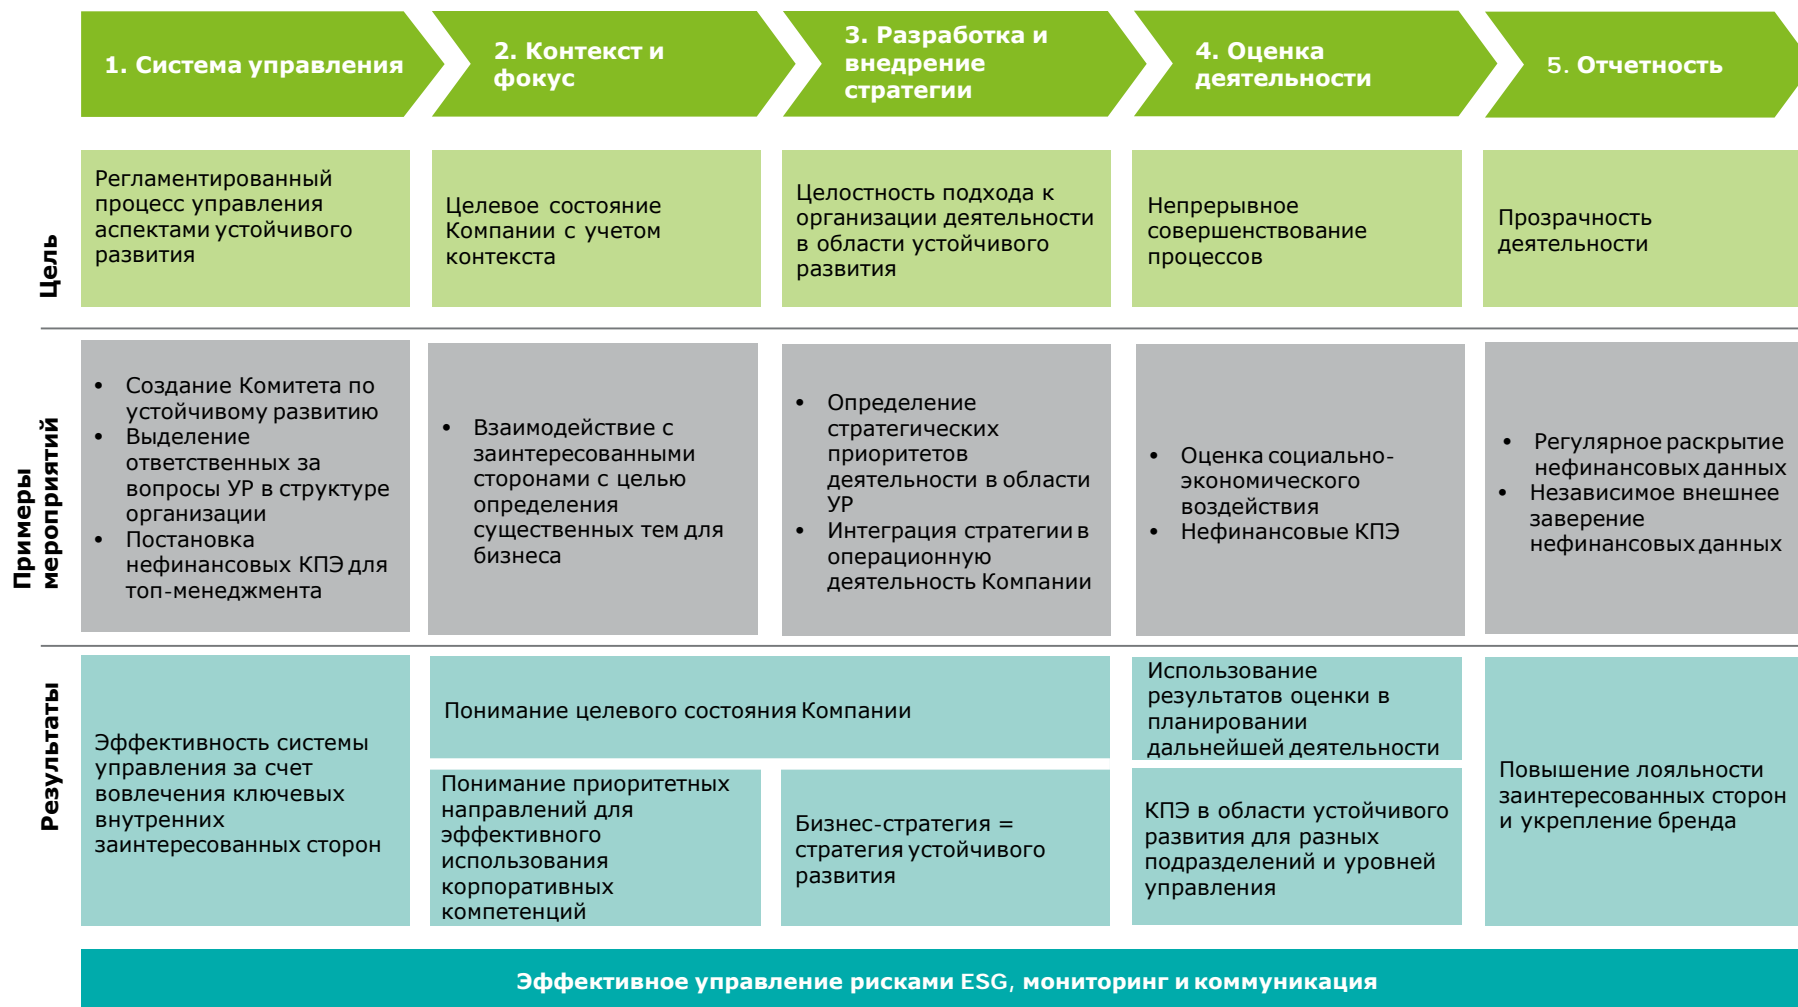 1. Система управления
2. Контекст и
фокус
3. Разработка и
внедрение
стратегии
4. Оценка
деятельности
5. Отчетность
Цель
Регламентированный
процесс управления
аспектами устойчивого
развития
Целевое состояние
Компании с учетом
контекста
Целостность подхода к
организации деятельности
в области устойчивого
развития
Непрерывное
совершенствование
процессов
Прозрачность
деятельности
Примеры
мероприятий
• Создание Комитета по
устойчивому развитию
• Выделение
ответственных за
вопросы УР в структуре
организации
• Постановка
нефинансовых КПЭ для
топ-менеджмента
• Взаимодействие с
заинтересованными
сторонами с целью
определения
существенных тем для
бизнеса
• Определение
стратегических
приоритетов
деятельности в области
УР
• Интеграция стратегии в
операционную
деятельность Компании
• Оценка социально-
экономического
воздействия
• Нефинансовые КПЭ
• Регулярное раскрытие
нефинансовых данных
• Независимое внешнее
заверение
нефинансовых данных
Результаты
Эффективность системы
управления за счет
вовлечения ключевых
внутренних
заинтересованных сторон
Понимание целевого состояния Компании
Понимание приоритетных
направлений для
эффективного
использования
корпоративных
компетенций
Бизнес-стратегия =
стратегия устойчивого
развития
Использование
результатов оценки в
планировании
дальнейшей деятельности
КПЭ в области устойчивого
развития для разных
подразделений и уровней
управления
Повышение лояльности
заинтересованных сторон
и укрепление бренда
Эффективное управление рисками ESG, мониторинг и коммуникация